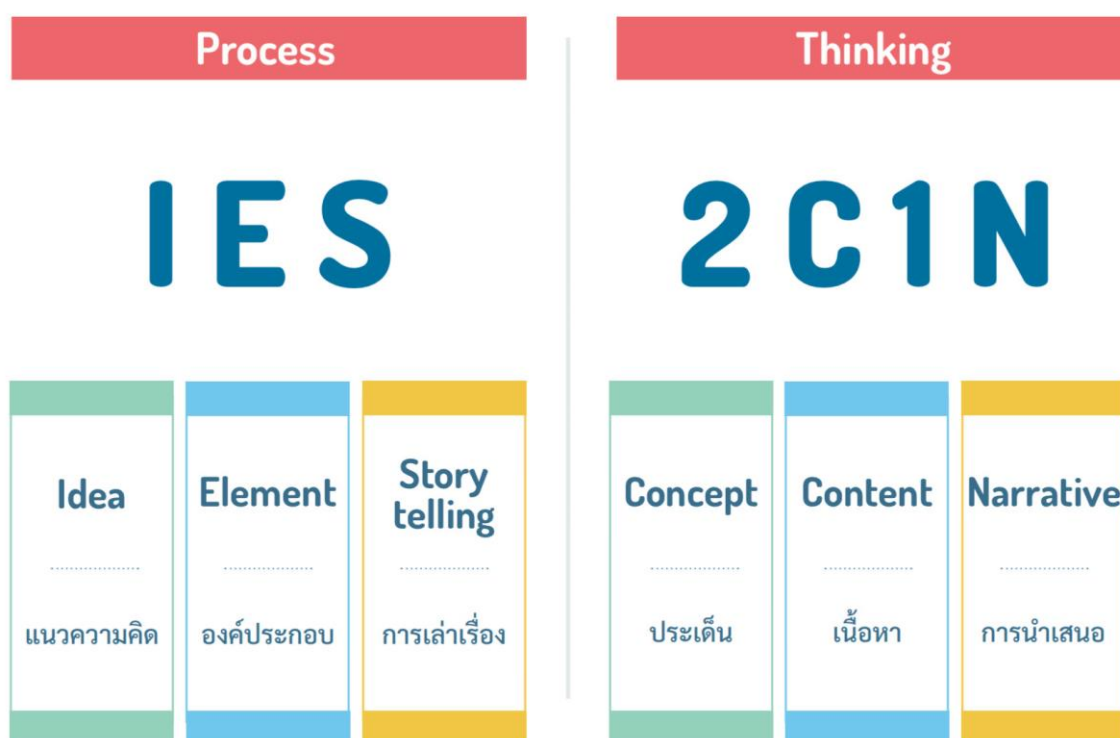 Process
IES
Idea
แนวความคิด
Element
องค์ประกอบ
Story
telling
การเล่าเรื่อง
Thinking
2C1N
Concept
ประเด็น
Content
เนื้อหา
Narrative
การนำเสนอ